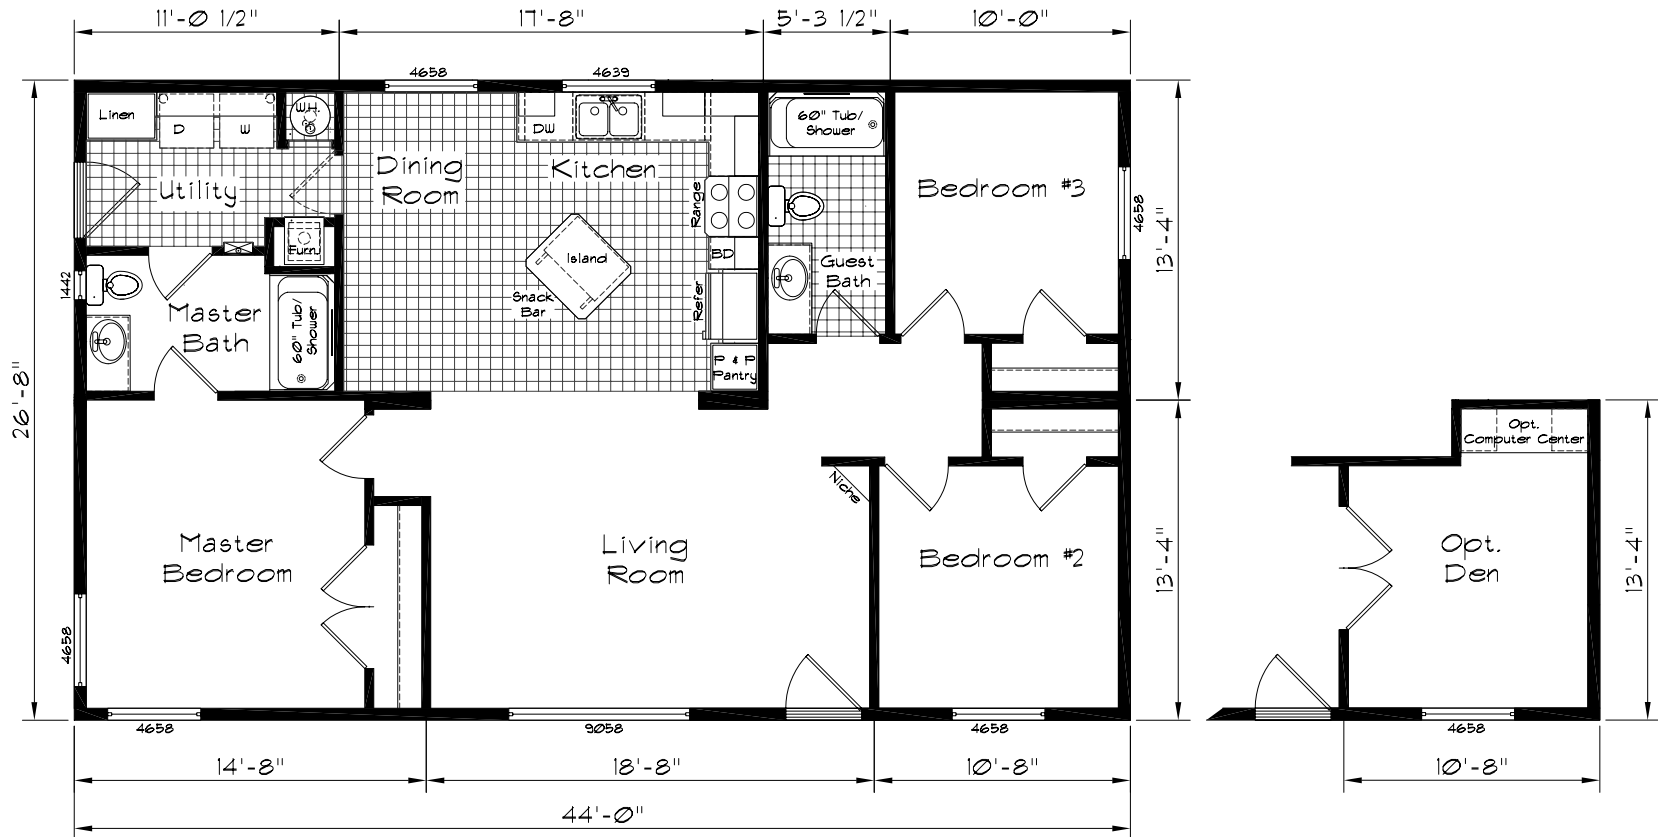 11'-0 1/2" 17'-8" 5'-3 1/2" 10'-0"
4658 4639
Linen D W W.H.
DW
60" Tub/
Shower
Utility
Dining
Room
Kitchen
Range
Bedroom #3
4658
13'-4"
Furn
Island
BD
Guest
Bath
1442
Snack
Bar
Refer
Master
Bath
60" Tub/
Shower
P & P
Pantry
26'-8"
Opt.
Computer Center
Niche
Master
Bedroom
Living
Room
Bedroom #2
13'-4"
Opt.
Den
13'-4"
4658
4658 9058 4658 4658
14'-8" 18'-8" 10'-8" 10'-8"
44'-0"